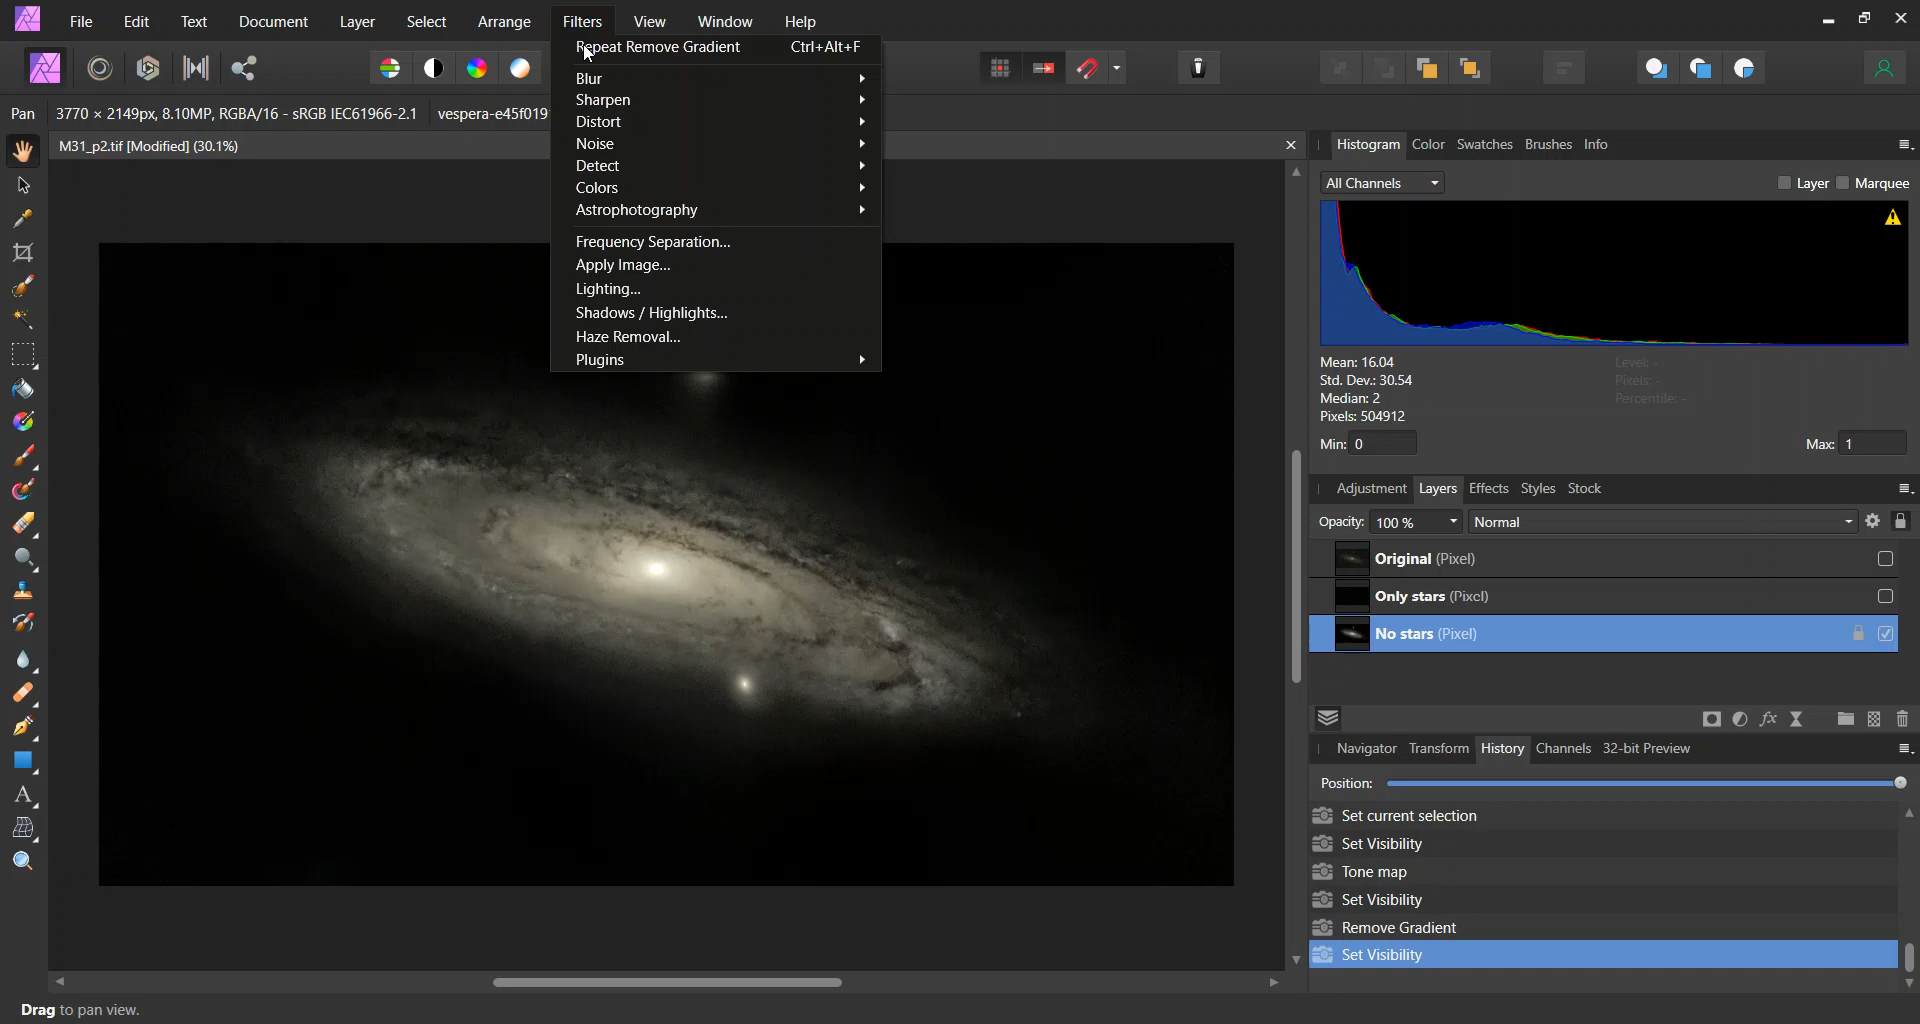 File Edit Text Document Layer Select Arrange Filters View Window Help
Repeat Remove Gradient Ctrl+Alt+F
Blur
Sharpen
Distort
Noise
Detect
Colors
Astrophotography
Frequency Separation...
Apply Image...
Lighting...
Shadows / Highlights...
Haze Removal...
Plugins
Pan 3770 × 2149px, 8.10MP, RGBA/16 - sRGB IEC61966-2.1 vespera-e45f019
M31_p2.tif [Modified] (30.1%)
Histogram Color Swatches Brushes Info
All Channels Layer Marquee
Mean: 16.04 Level: -
Std. Dev.: 30.54 Pixels: -
Median: 2 Percentile: -
Pixels: 504912
Min: 0 Max: 1
Adjustment Layers Effects Styles Stock
Opacity: 100 % Normal
Original (Pixel)
Only stars (Pixel)
No stars (Pixel)
Navigator Transform History Channels 32-bit Preview
Position:
Set current selection
Set Visibility
Tone map
Set Visibility
Remove Gradient
Set Visibility
Drag to pan view.